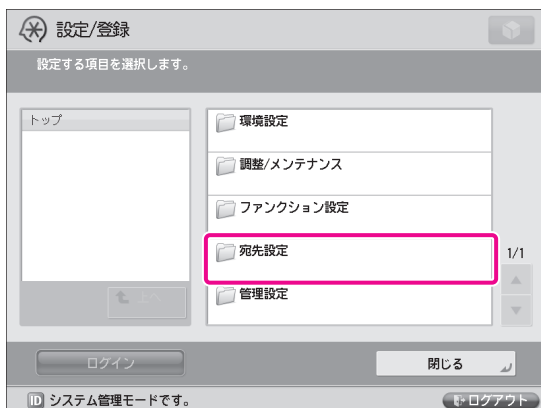 設定/登録
設定する項目を選択します。
トップ
環境設定
調整/メンテナンス
ファンクション設定
宛先設定
1/1
管理設定
上へ
ログイン
閉じる
ID システム管理モードです。
ログアウト